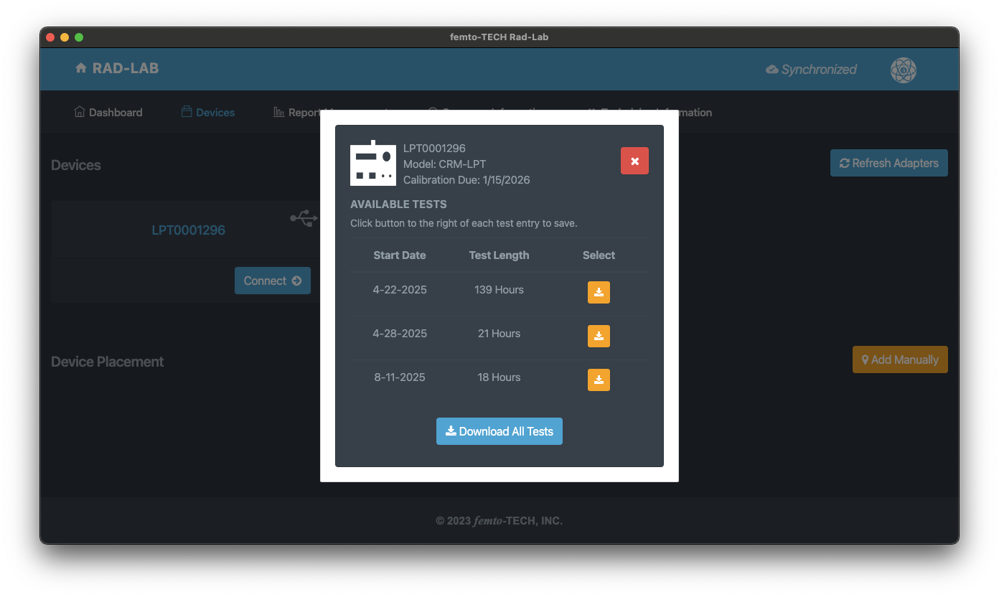 femto-TECH Rad-Lab
RAD-LAB
Synchronized
Dashboard
Devices
Report
Information
Devices
Refresh Adapters
LPT0001296
Connect
Device Placement
Add Manually
LPT0001296
Model: CRM-LPT
Calibration Due: 1/15/2026
AVAILABLE TESTS
Click button to the right of each test entry to save.
Start Date Test Length Select
4-22-2025 139 Hours
4-28-2025 21 Hours
8-11-2025 18 Hours
Download All Tests
© 2023 femto-TECH, INC.